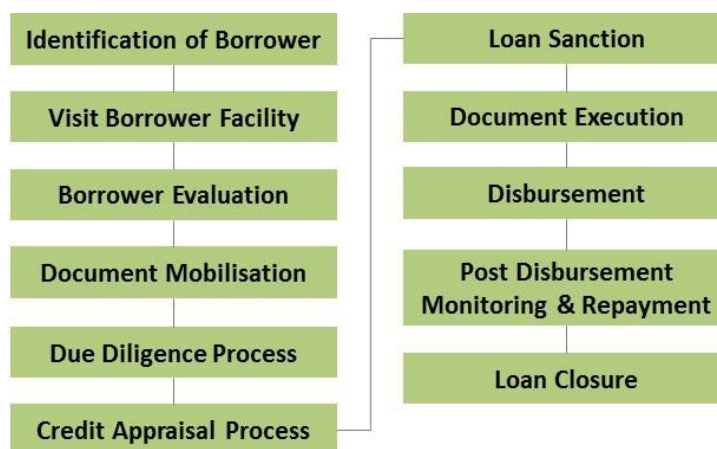 Identification of Borrower
Visit Borrower Facility
Borrower Evaluation
Document Mobilisation
Due Diligence Process
Credit Appraisal Process
Loan Sanction
Document Execution
Disbursement
Post Disbursement
Monitoring & Repayment
Loan Closure